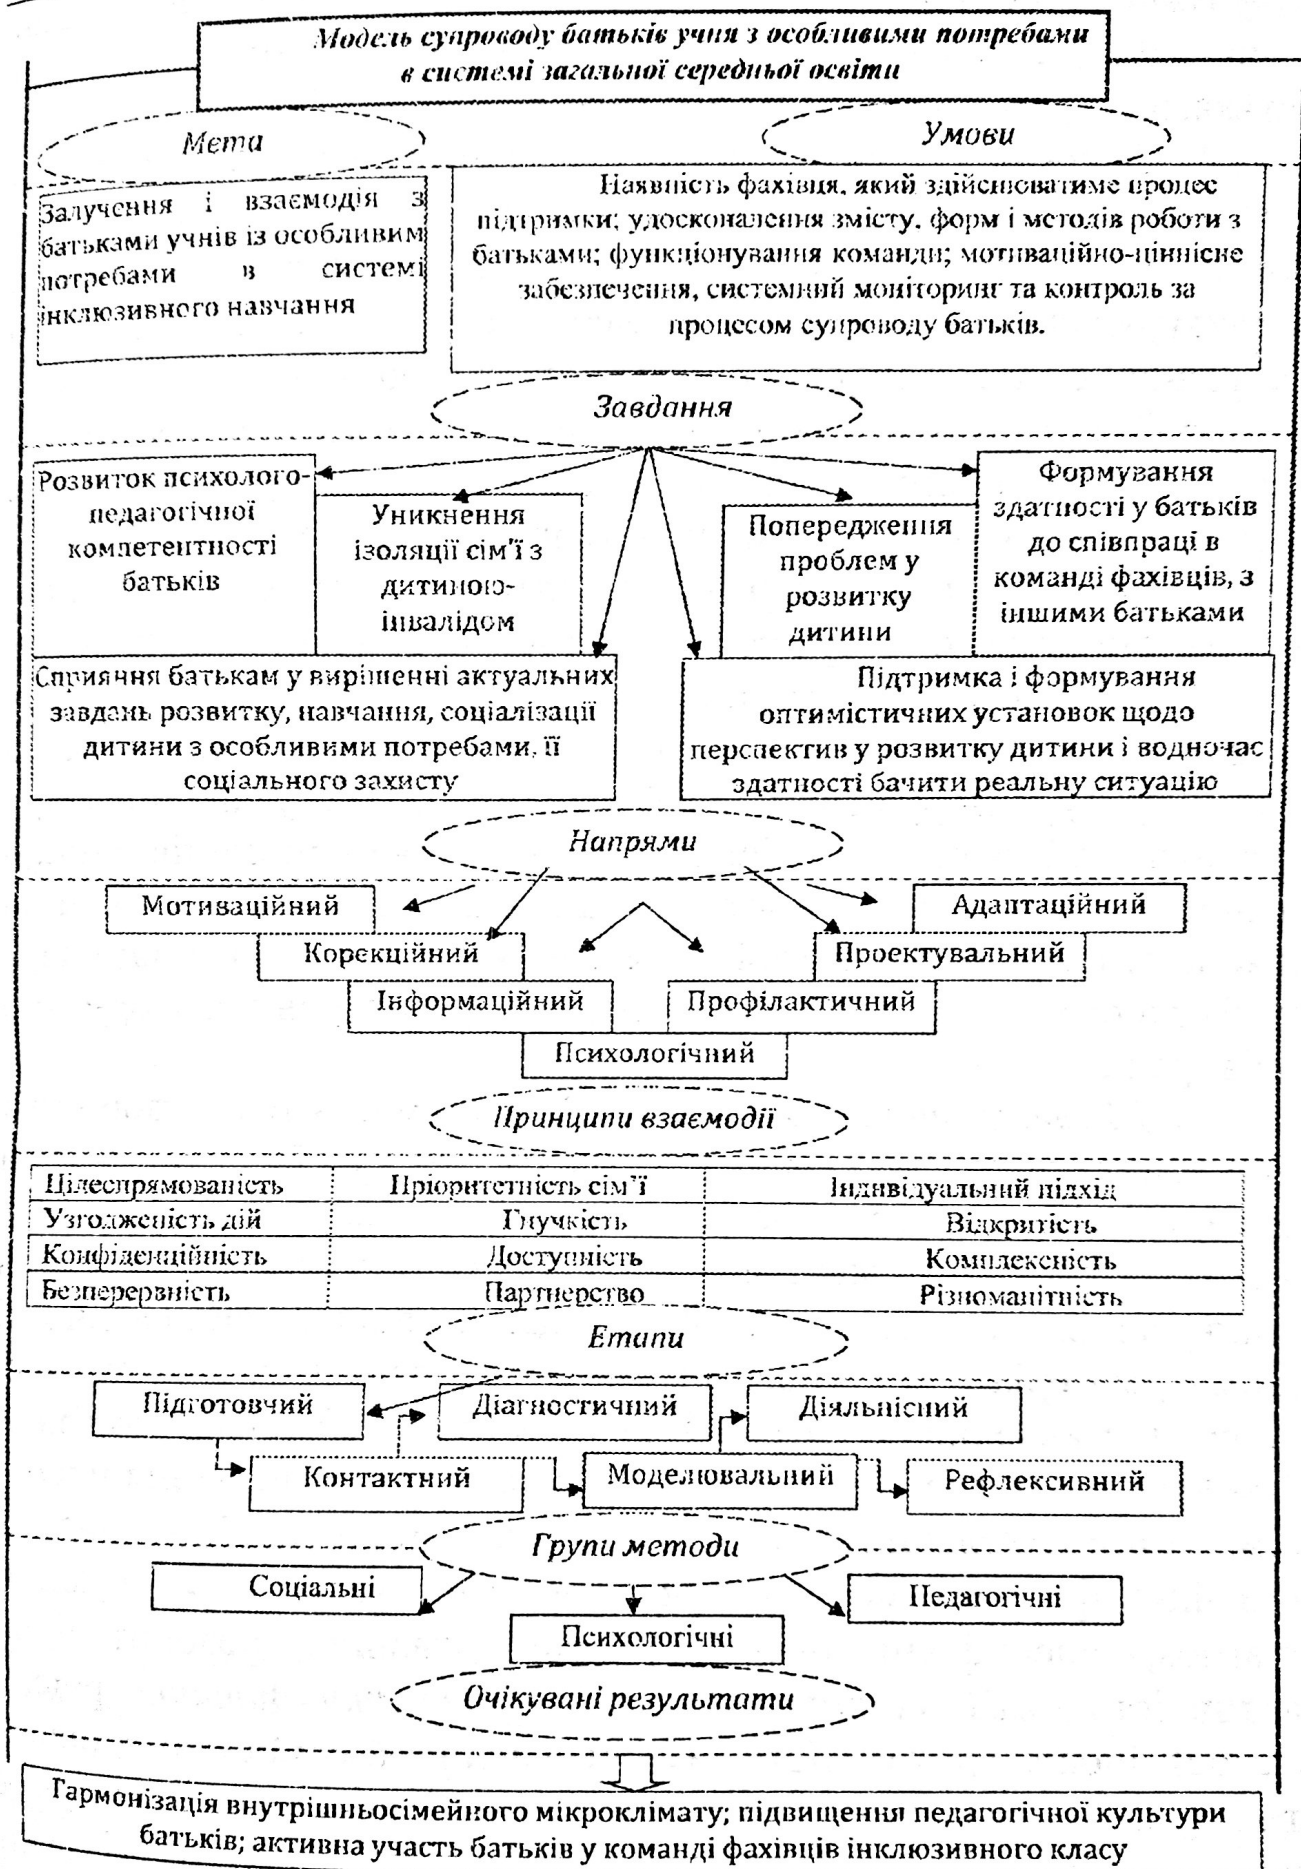 Модель супроводу батьків учня з особливими потребами
в системі загальної середньої освіти
Мета
Умови
Залучення і взаємодія з
батьками учнів із особливим
потребами в системі
інклюзивного навчання
Наявність фахівця, який здійснюватиме процес
підтримки; удосконалення змісту, форм і методів роботи з
батьками; функціонування команди; мотиваційно-ціннісне
забезпечення, системний моніторинг та контроль за
процесом супроводу батьків.
Завдання
Розвиток психолого-
педагогічної
компетентності
батьків
Уникнення
ізоляції сім'ї з
дитиною-
інвалідом
Попередження
проблем у
розвитку
дитини
Формування
здатності у батьків
до співпраці в
команді фахівців, з
іншими батьками
Сприяння батькам у вирішенні актуальних
завдань розвитку, навчання, соціалізації
дитини з особливими потребами, її
соціального захисту
Підтримка і формування
оптимістичних установок щодо
перспектив у розвитку дитини і водночас
здатності бачити реальну ситуацію
Напрями
Мотиваційний
Адаптаційний
Корекційний
Проектувальний
Інформаційний
Профілактичний
Психологічний
Принципи взаємодії
Цілеспрямованість Пріоритетність сім'ї Індивідуальний підхід
Узгодженість дій Гнучкість Відкритість
Конфіденційність Доступність Комплексність
Безперервність Партнерство Різноманітність
Етапи
Підготовчий
Діагностичний
Діяльнісний
Контактний
Моделювальний
Рефлексивний
Групи методи
Соціальні
Педагогічні
Психологічні
Очікувані результати
Гармонізація внутрішньосімейного мікроклімату; підвищення педагогічної культури
батьків; активна участь батьків у команді фахівців інклюзивного класу